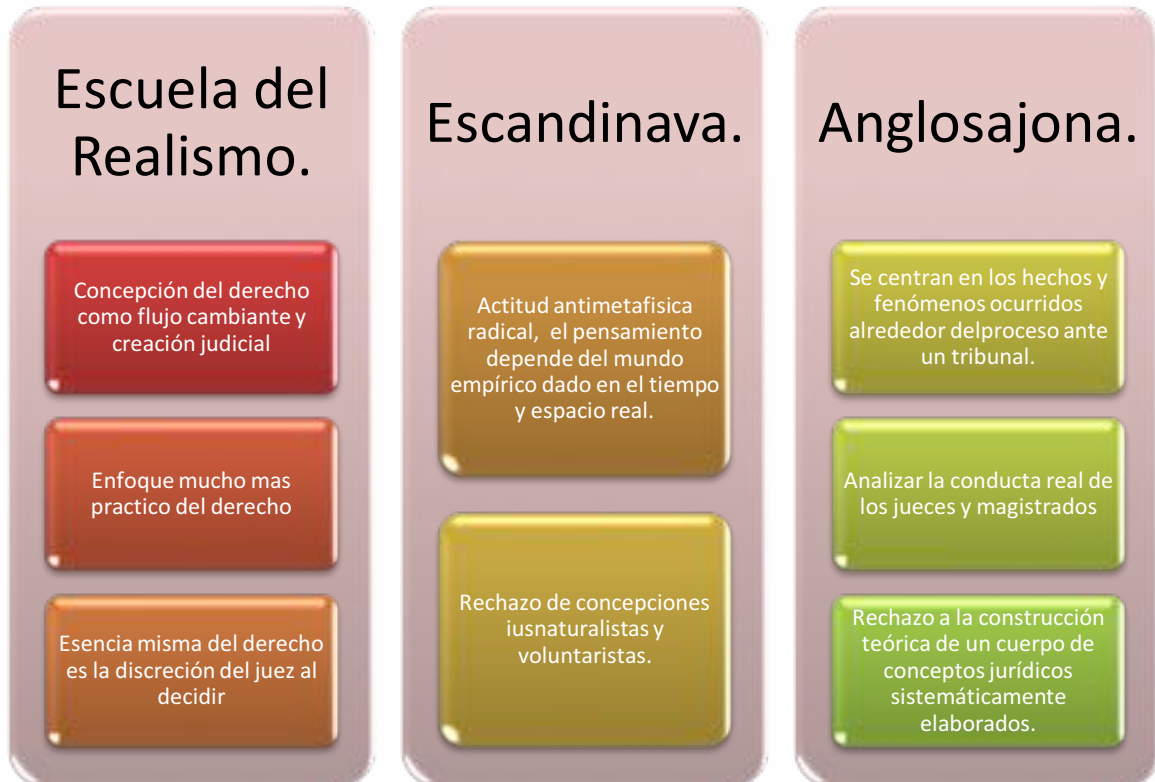 Escuela del
Realismo.
Concepción del derecho
como flujo cambiante y
creación judicial
Enfoque mucho mas
practico del derecho
Esencia misma del derecho
es la discreción del juez al
decidir
Escandinava.
Actitud antimetafisica
radical, el pensamiento
depende del mundo
empírico dado en el tiempo
y espacio real.
Rechazo de concepciones
iusnaturalistas y
voluntaristas.
Anglosajona.
Se centran en los hechos y
fenómenos ocurridos
alrededor delproceso ante
un tribunal.
Analizar la conducta real de
los jueces y magistrados
Rechazo a la construcción
teórica de un cuerpo de
conceptos jurídicos
sistemáticamente
elaborados.